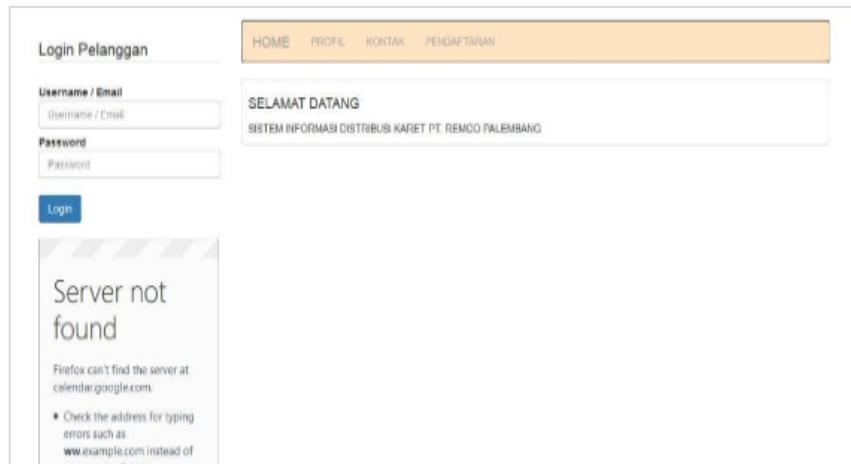 Login Pelanggan
Username / Email
Username / Email
Password
Password
Login
Server not
found
Firefox can't find the server at
calendar.google.com.
• Check the address for typing
errors such as
ww.example.com instead of
HOME PROFIL KONTAK PENDAFTARAN
SELAMAT DATANG
SISTEM INFORMASI DISTRIBUSI KARET PT. REMCO PALEMBANG